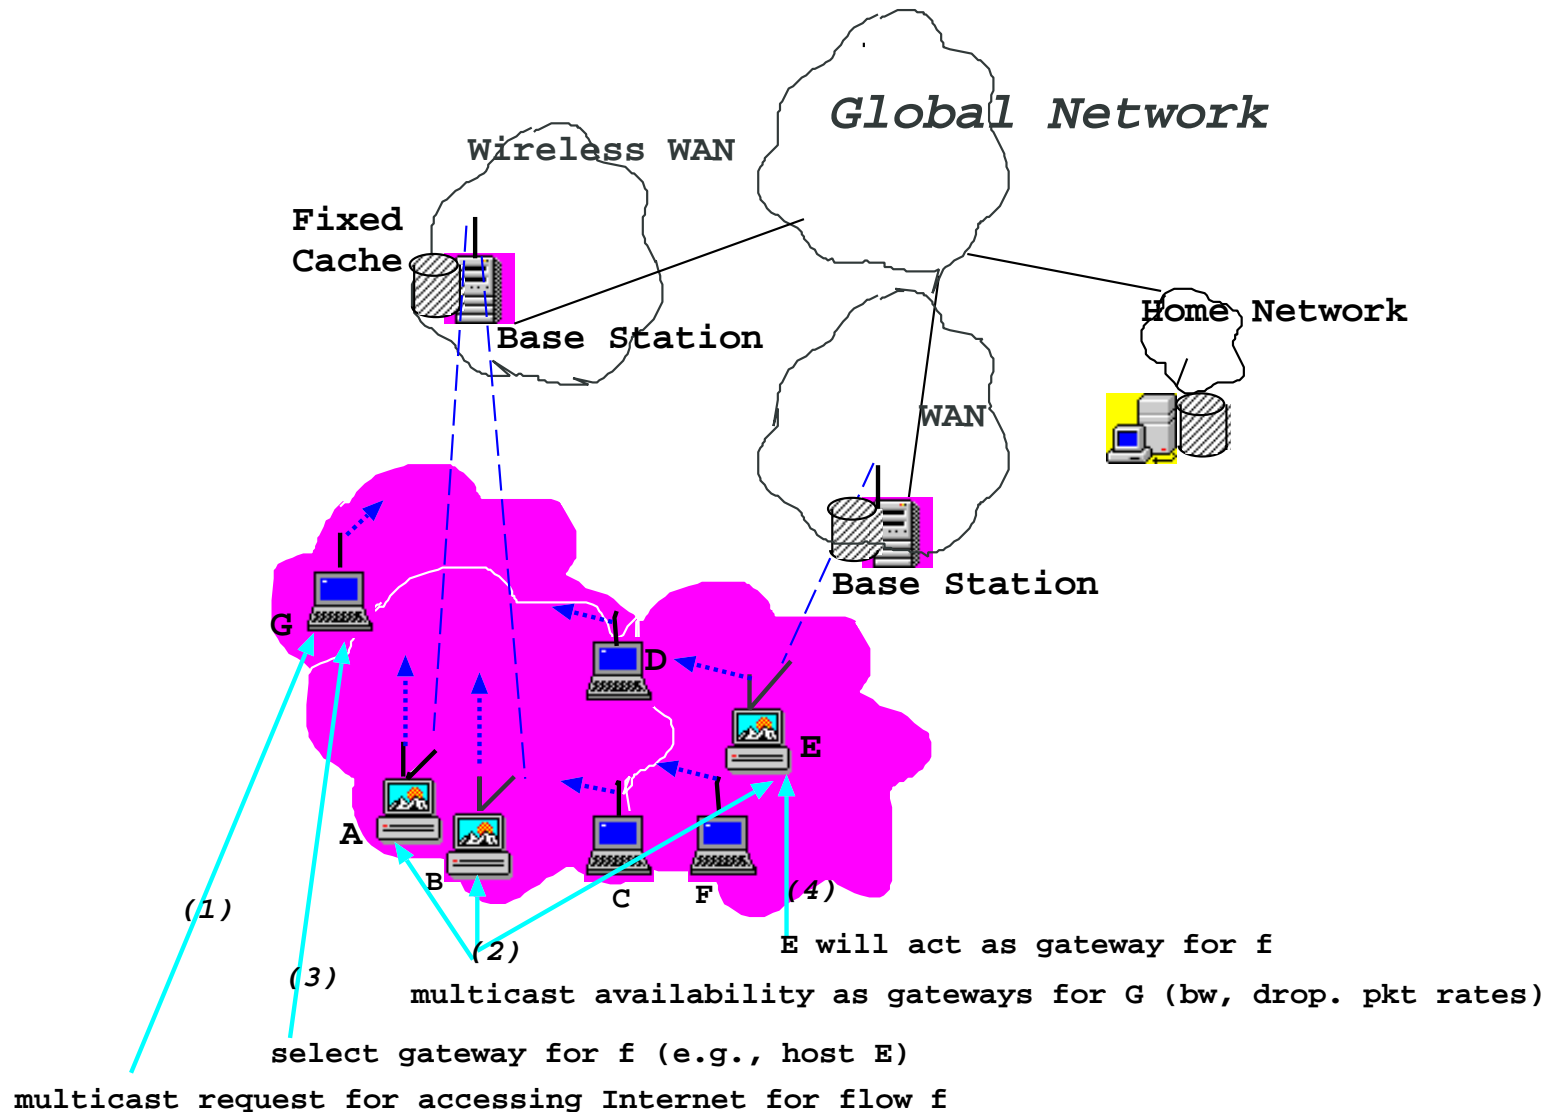 Global Network
Wireless WAN
Fixed
Cache
Base Station
Home Network
WAN
Base Station
G
D
E
A
B
C
F
(1)
(4)
(2)
E will act as gateway for f
(3)
multicast availability as gateways for G (bw, drop. pkt rates)
select gateway for f (e.g., host E)
multicast request for accessing Internet for flow f